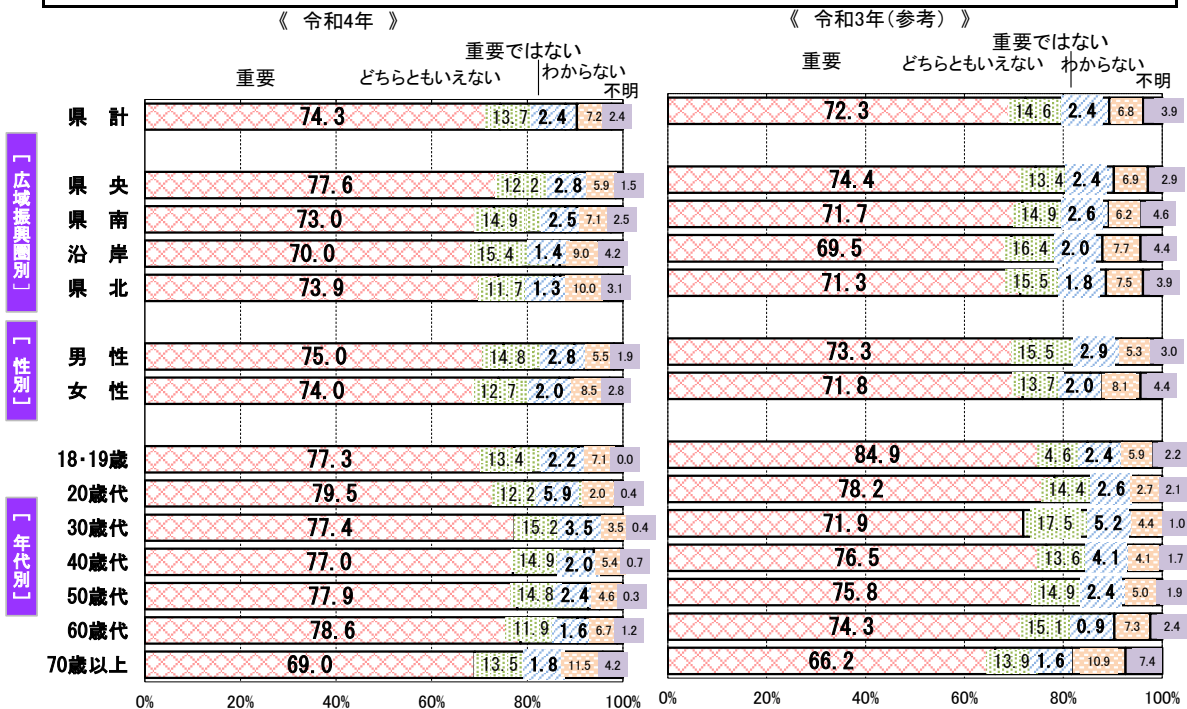 《 令和4年 》
重要 どちらともいえない 重要ではない わからない 不明
県 計 74.3 13.7 2.4 7.2 2.4
[ 広域振興圏別 ]
県 央 77.6 12.2 2.8 5.9 1.5
県 南 73.0 14.9 2.5 7.1 2.5
沿 岸 70.0 15.4 1.4 9.0 4.2
県 北 73.9 11.7 1.3 10.0 3.1
[ 性別 ]
男 性 75.0 14.8 2.8 5.5 1.9
女 性 74.0 12.7 2.0 8.5 2.8
[ 年代別 ]
18・19歳 77.3 13.4 2.2 7.1 0.0
20歳代 79.5 12.2 5.9 2.0 0.4
30歳代 77.4 15.2 3.5 3.5 0.4
40歳代 77.0 14.9 2.0 5.4 0.7
50歳代 77.9 14.8 2.4 4.6 0.3
60歳代 78.6 11.9 1.6 6.7 1.2
70歳以上 69.0 13.5 1.8 11.5 4.2
0% 20% 40% 60% 80% 100%
《 令和3年(参考) 》
重要 どちらともいえない 重要ではない わからない 不明
72.3 14.6 2.4 6.8 3.9
74.4 13.4 2.4 6.9 2.9
71.7 14.9 2.6 6.2 4.6
69.5 16.4 2.0 7.7 4.4
71.3 15.5 1.8 7.5 3.9
73.3 15.5 2.9 5.3 3.0
71.8 13.7 2.0 8.1 4.4
84.9 4.6 2.4 5.9 2.2
78.2 14.4 2.6 2.7 2.1
71.9 17.5 5.2 4.4 1.0
76.5 13.6 4.1 4.1 1.7
75.8 14.9 2.4 5.0 1.9
74.3 15.1 0.9 7.3 2.4
66.2 13.9 1.6 10.9 7.4
0% 20% 40% 60% 80% 100%